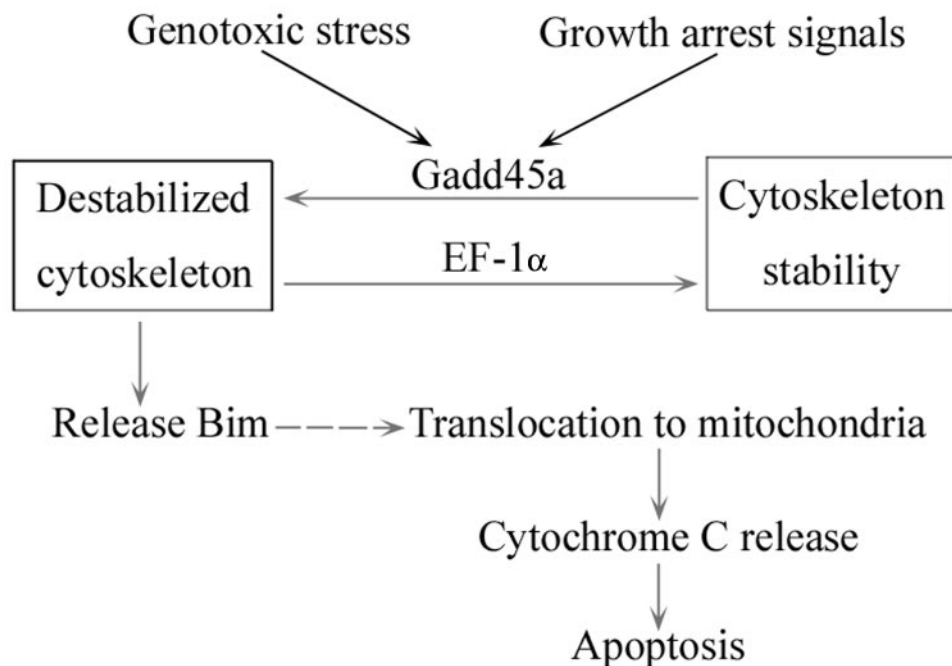 Genotoxic stress
Growth arrest signals
Gadd45a
Destabilized
cytoskeleton
Cytoskeleton
stability
EF-1α
Release Bim
Translocation to mitochondria
Cytochrome C release
Apoptosis